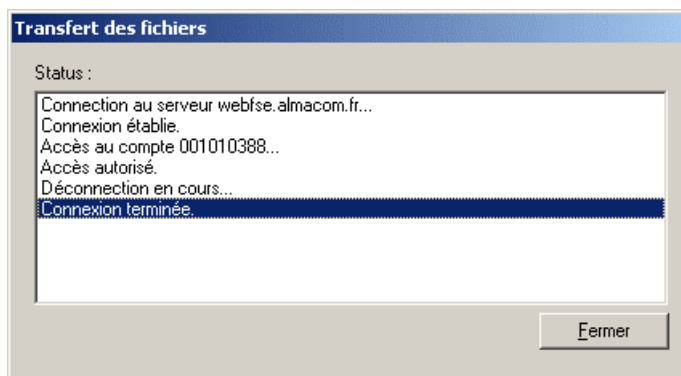 Transfert des fichiers
Status :
Connection au serveur webfse.almacom.fr...
Connexion établie.
Accès au compte 001010388...
Accès autorisé.
Déconnection en cours...
Connexion terminée.
Fermer